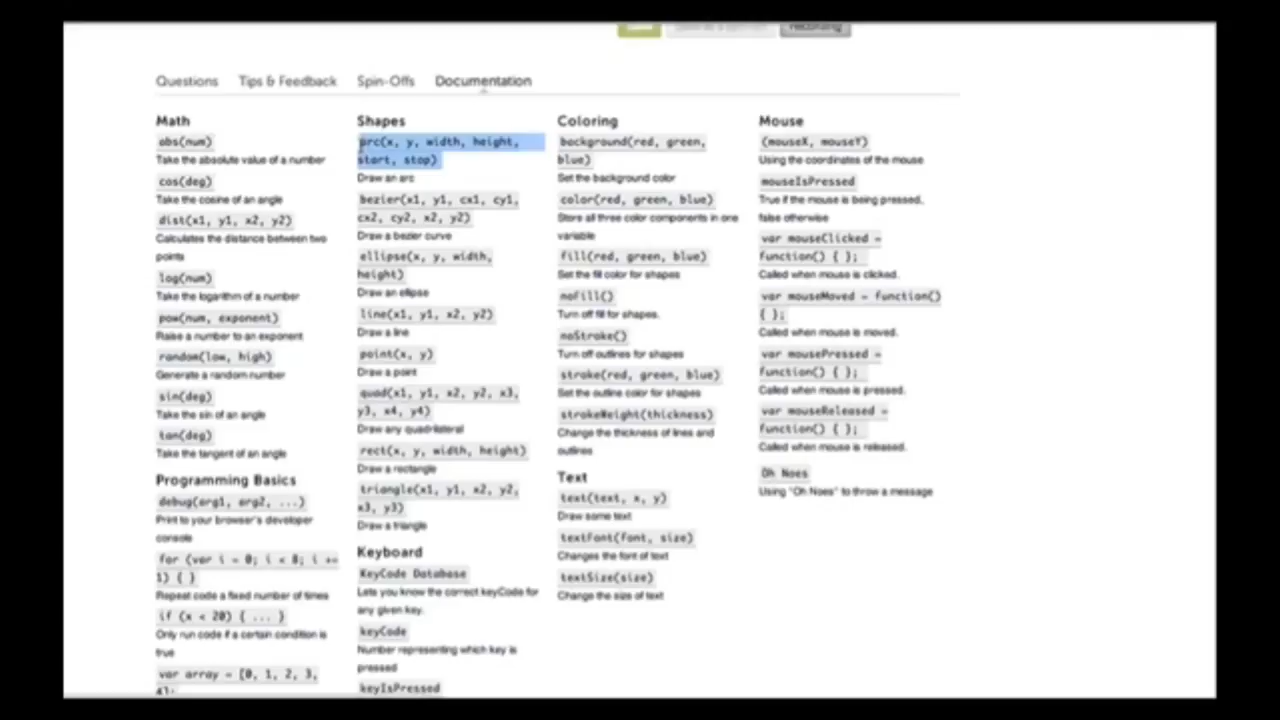 Recording
Questions Tips & Feedback Spin-Offs Documentation
Math
abs(num)
Take the absolute value of a number
cos(deg)
Take the cosine of an angle
dist(x1, y1, x2, y2)
Calculates the distance between two
points
log(num)
Take the logarithm of a number
pow(num, exponent)
Raise a number to an exponent
random(low, high)
Generate a random number
sin(deg)
Take the sin of an angle
tan(deg)
Take the tangent of an angle
Programming Basics
debug(arg1, arg2, ...)
Print to your browser's developer
console
for (var i = 0; i < 8; i +=
1) { }
Repeat code a fixed number of times
if (x < 20) { ... }
Only run code if a certain condition is
true
var array = [0, 1, 2, 3,
4];
Shapes
arc(x, y, width, height,
start, stop)
Draw an arc
bezier(x1, y1, cx1, cy1,
cx2, cy2, x2, y2)
Draw a bezier curve
ellipse(x, y, width,
height)
Draw an ellipse
line(x1, y1, x2, y2)
Draw a line
point(x, y)
Draw a point
quad(x1, y1, x2, y2, x3,
y3, x4, y4)
Draw any quadrilateral
rect(x, y, width, height)
Draw a rectangle
triangle(x1, y1, x2, y2,
x3, y3)
Draw a triangle
Keyboard
KeyCode Database
Lets you know the correct keyCode for
any given key.
keyCode
Number representing which key is
pressed
keyIsPressed
Coloring
background(red, green,
blue)
Set the background color
color(red, green, blue)
Store all three color components in one
variable
fill(red, green, blue)
Set the fill color for shapes
noFill()
Turn off fill for shapes.
noStroke()
Turn off outlines for shapes
stroke(red, green, blue)
Set the outline color for shapes
strokeWeight(thickness)
Change the thickness of lines and
outlines
Text
text(text, x, y)
Draw some text
textFont(font, size)
Changes the font of text
textSize(size)
Change the size of text
Mouse
(mouseX, mouseY)
Using the coordinates of the mouse
mouseIsPressed
True if the mouse is being pressed,
false otherwise
var mouseClicked =
function() { };
Called when mouse is clicked.
var mouseMoved = function()
{ };
Called when mouse is moved.
var mousePressed =
function() { };
Called when mouse is pressed.
var mouseReleased =
function() { };
Called when mouse is released.
Oh Noes
Using "Oh Noes" to throw a message